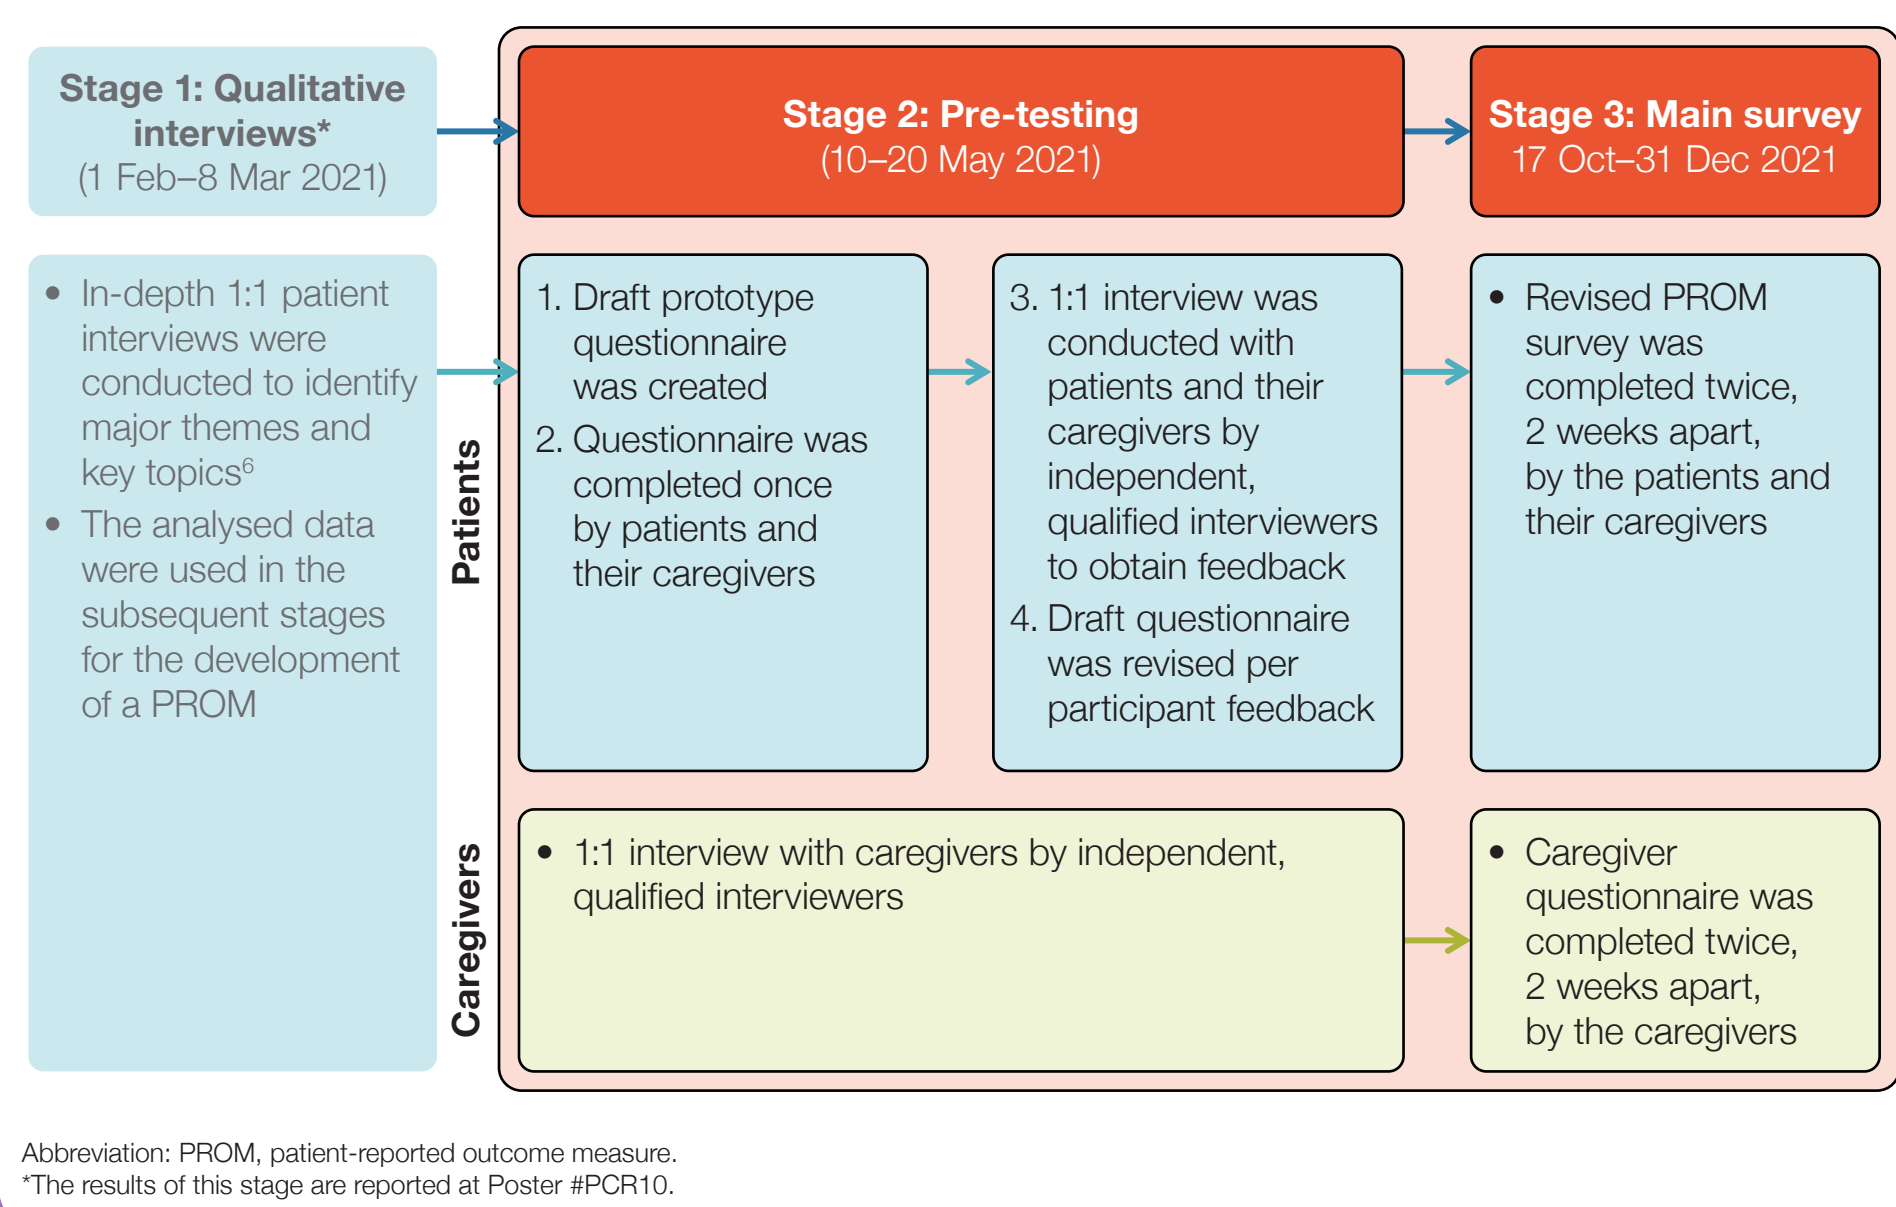 Stage 1: Qualitative
interviews*
(1 Feb–8 Mar 2021)
• In-depth 1:1 patient
interviews were
conducted to identify
major themes and
key topics⁶
• The analysed data
were used in the
subsequent stages
for the development
of a PROM
Stage 2: Pre-testing
(10–20 May 2021)
Stage 3: Main survey
17 Oct–31 Dec 2021
Patients
1. Draft prototype
questionnaire
was created
2. Questionnaire was
completed once
by patients and
their caregivers
3. 1:1 interview was
conducted with
patients and their
caregivers by
independent,
qualified interviewers
to obtain feedback
4. Draft questionnaire
was revised per
participant feedback
• Revised PROM
survey was
completed twice,
2 weeks apart,
by the patients and
their caregivers
Caregivers
• 1:1 interview with caregivers by independent,
qualified interviewers
• Caregiver
questionnaire was
completed twice,
2 weeks apart,
by the caregivers
Abbreviation: PROM, patient-reported outcome measure.
*The results of this stage are reported at Poster #PCR10.